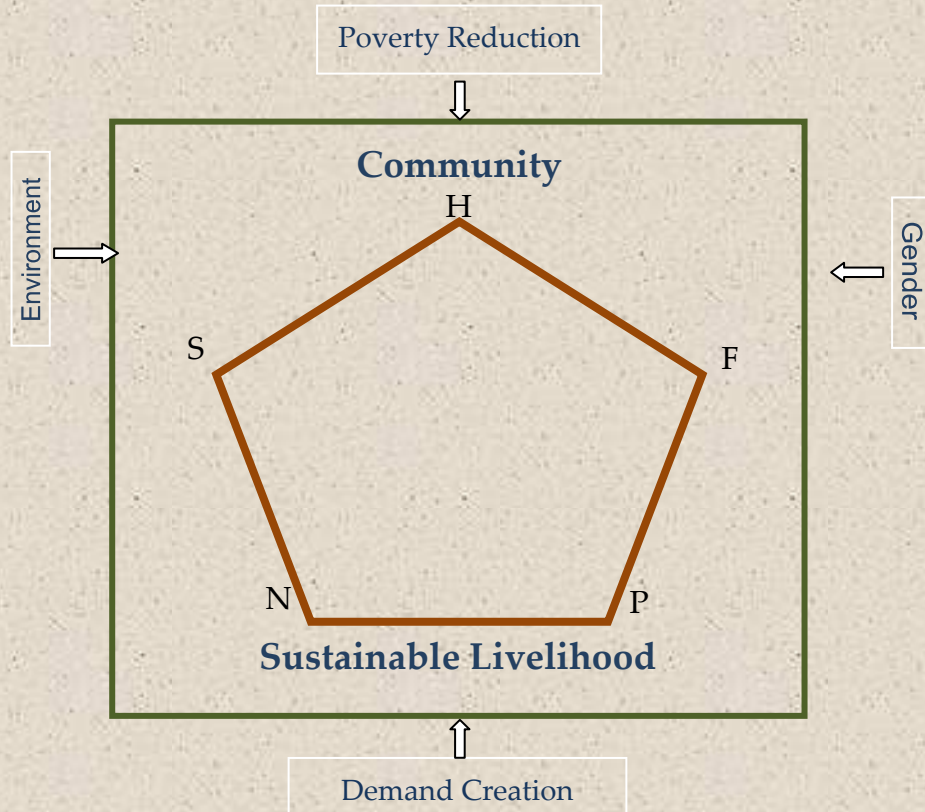 Poverty Reduction
Community
H
Environment
Gender
S
F
N
P
Sustainable Livelihood
Demand Creation